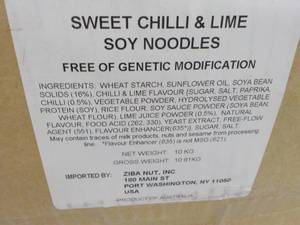 SWEET CHILLI & LIME
SOY NOODLES
FREE OF GENETIC MODIFICATION
INGREDIENTS: WHEAT STARCH, SUNFLOWER OIL, SOYA BEAN
SOLIDS (16%), CHILLI & LIME FLAVOUR (SUGAR, SALT, PAPRIKA,
CHILLI (0.5%), VEGETABLE POWDER, HYDROLYSED VEGETABLE
PROTEIN (SOY), RICE FLOUR, SOY SAUCE POWDER (SOYA BEAN,
WHEAT FLOUR), LIME JUICE POWDER (0.5%), NATURAL
FLAVOUR, FOOD ACID (262, 330), YEAST EXTRACT, FREE-FLOW
AGENT (551), FLAVOUR ENHANCER(635*)), SUGAR, SALT.
May contain traces of milk products, nuts and sesame from processing
line. *Flavour Enhancer (635) is not MSG (621).
NET WEIGHT: 10 KG
GROSS WEIGHT: 10.61KG
IMPORTED BY: ZIBA NUT, INC
180 MAIN ST
PORT WASHINGTON, NY 11050
USA
PRODUCT OF AUSTRALIA